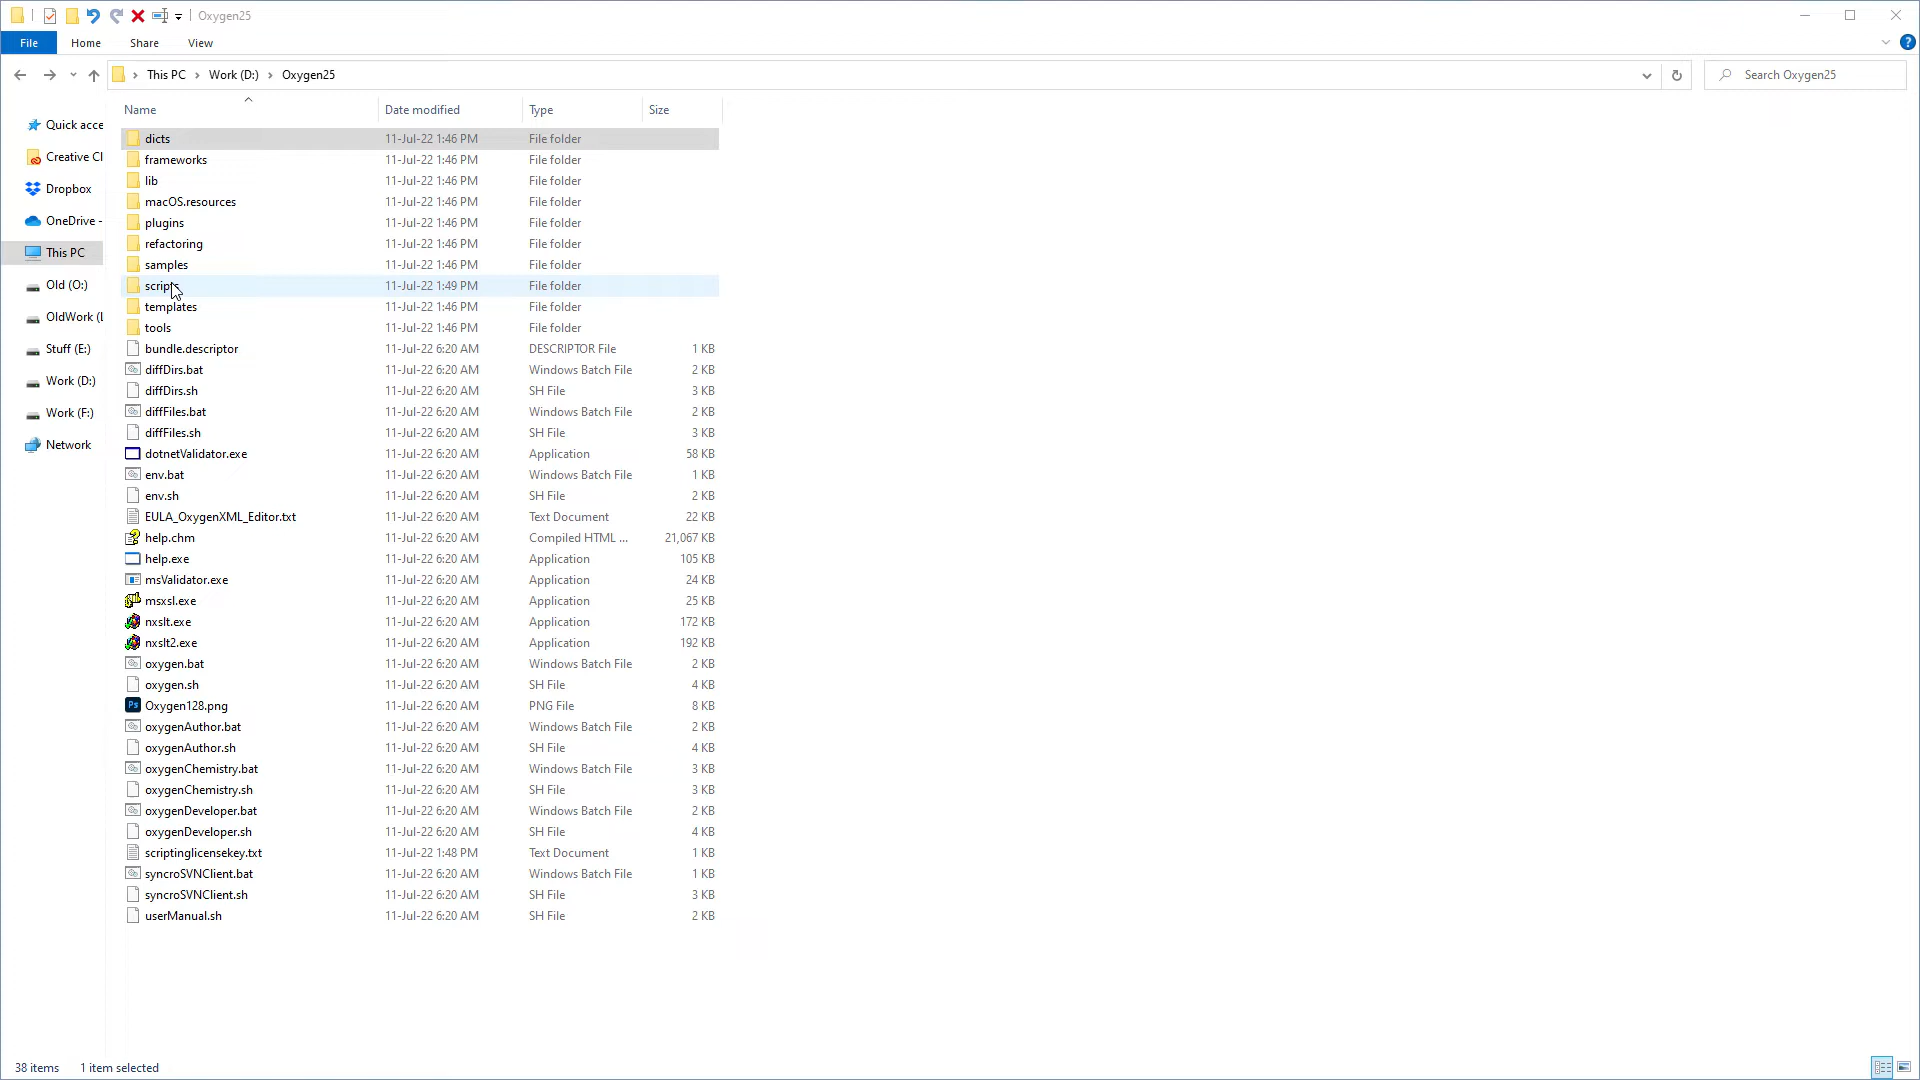 Oxygen25
File Home Share View
This PC Work (D:) Oxygen25
Search Oxygen25
Name Date modified Type Size
Quick acce
Creative Cl
Dropbox
OneDrive -
This PC
Old (O:)
OldWork (
Stuff (E:)
Work (D:)
Work (F:)
Network
dicts 11-Jul-22 1:46 PM File folder
frameworks 11-Jul-22 1:46 PM File folder
lib 11-Jul-22 1:46 PM File folder
macOS.resources 11-Jul-22 1:46 PM File folder
plugins 11-Jul-22 1:46 PM File folder
refactoring 11-Jul-22 1:46 PM File folder
samples 11-Jul-22 1:46 PM File folder
scripts 11-Jul-22 1:49 PM File folder
templates 11-Jul-22 1:46 PM File folder
tools 11-Jul-22 1:46 PM File folder
bundle.descriptor 11-Jul-22 6:20 AM DESCRIPTOR File 1 KB
diffDirs.bat 11-Jul-22 6:20 AM Windows Batch File 2 KB
diffDirs.sh 11-Jul-22 6:20 AM SH File 3 KB
diffFiles.bat 11-Jul-22 6:20 AM Windows Batch File 2 KB
diffFiles.sh 11-Jul-22 6:20 AM SH File 3 KB
dotnetValidator.exe 11-Jul-22 6:20 AM Application 58 KB
env.bat 11-Jul-22 6:20 AM Windows Batch File 1 KB
env.sh 11-Jul-22 6:20 AM SH File 2 KB
EULA_OxygenXML_Editor.txt 11-Jul-22 6:20 AM Text Document 22 KB
help.chm 11-Jul-22 6:20 AM Compiled HTML ... 21,067 KB
help.exe 11-Jul-22 6:20 AM Application 105 KB
msValidator.exe 11-Jul-22 6:20 AM Application 24 KB
msxsl.exe 11-Jul-22 6:20 AM Application 25 KB
nxslt.exe 11-Jul-22 6:20 AM Application 172 KB
nxslt2.exe 11-Jul-22 6:20 AM Application 192 KB
oxygen.bat 11-Jul-22 6:20 AM Windows Batch File 2 KB
oxygen.sh 11-Jul-22 6:20 AM SH File 4 KB
Oxygen128.png 11-Jul-22 6:20 AM PNG File 8 KB
oxygenAuthor.bat 11-Jul-22 6:20 AM Windows Batch File 2 KB
oxygenAuthor.sh 11-Jul-22 6:20 AM SH File 4 KB
oxygenChemistry.bat 11-Jul-22 6:20 AM Windows Batch File 3 KB
oxygenChemistry.sh 11-Jul-22 6:20 AM SH File 3 KB
oxygenDeveloper.bat 11-Jul-22 6:20 AM Windows Batch File 2 KB
oxygenDeveloper.sh 11-Jul-22 6:20 AM SH File 4 KB
scriptinglicensekey.txt 11-Jul-22 1:48 PM Text Document 1 KB
syncroSVNClient.bat 11-Jul-22 6:20 AM Windows Batch File 1 KB
syncroSVNClient.sh 11-Jul-22 6:20 AM SH File 3 KB
userManual.sh 11-Jul-22 6:20 AM SH File 2 KB
38 items 1 item selected